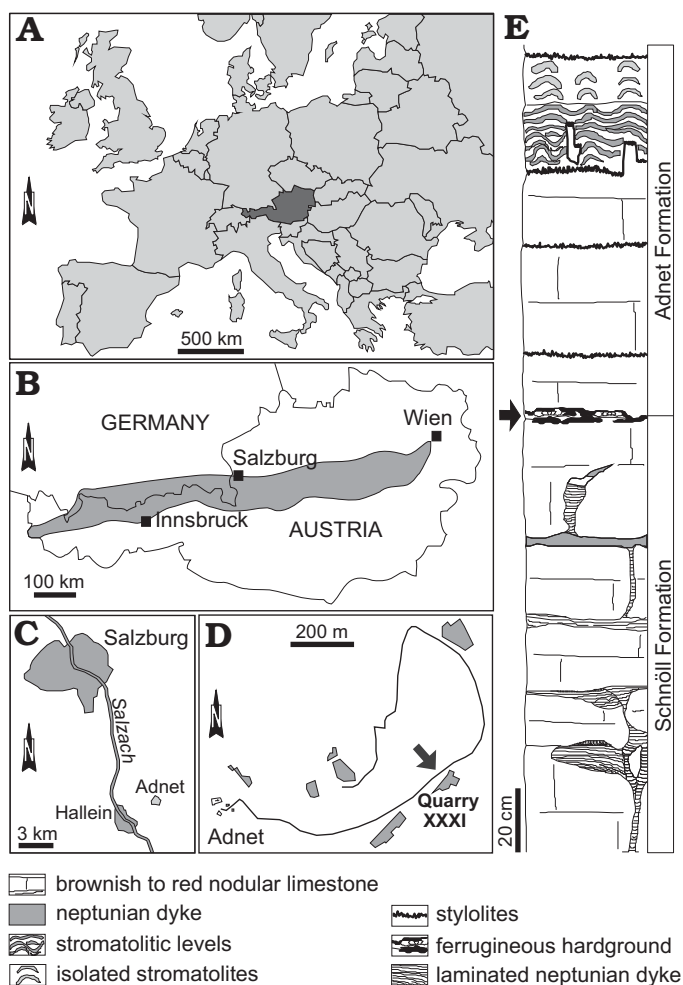 A
N
500 km
B
GERMANY
Wien
N
Salzburg
Innsbruck
AUSTRIA
100 km
C
Salzburg
N
Salzach
Adnet
Hallein
3 km
D
200 m
N
Quarry
XXXI
Adnet
E
Adnet Formation
Schnöll Formation
20 cm
brownish to red nodular limestone
neptunian dyke
stromatolitic levels
isolated stromatolites
stylolites
ferrugineous hardground
laminated neptunian dyke